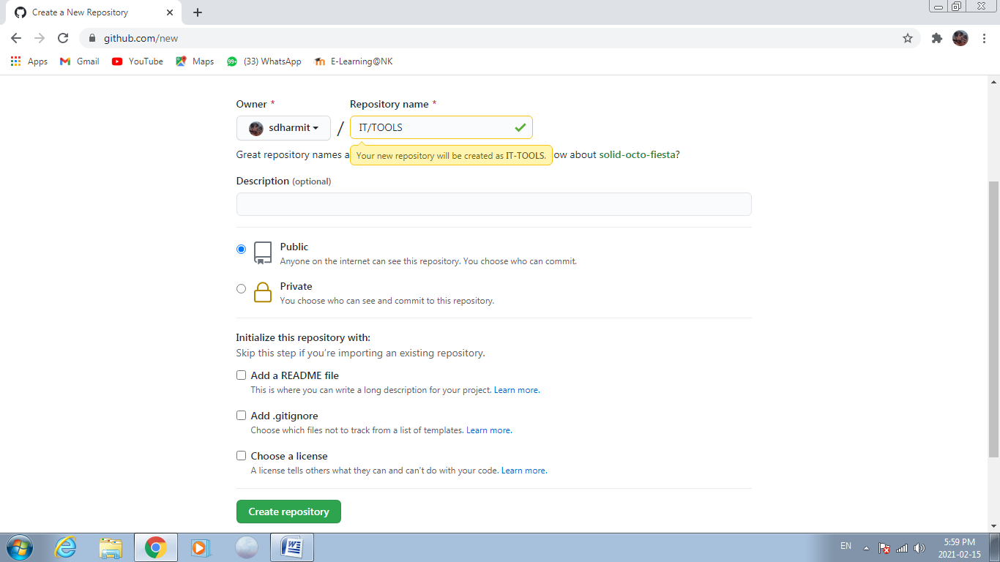 Create a New Repository
github.com/new
Apps Gmail YouTube Maps 99+ (33) WhatsApp E-Learning@NK
Owner * Repository name *
sdharmit / IT/TOOLS
Great repository names a Your new repository will be created as IT-TOOLS. ow about solid-octo-fiesta?
Description (optional)
Public
Anyone on the internet can see this repository. You choose who can commit.
Private
You choose who can see and commit to this repository.
Initialize this repository with:
Skip this step if you're importing an existing repository.
Add a README file
This is where you can write a long description for your project. Learn more.
Add .gitignore
Choose which files not to track from a list of templates. Learn more.
Choose a license
A license tells others what they can and can't do with your code. Learn more.
Create repository
EN
5:59 PM
2021-02-15